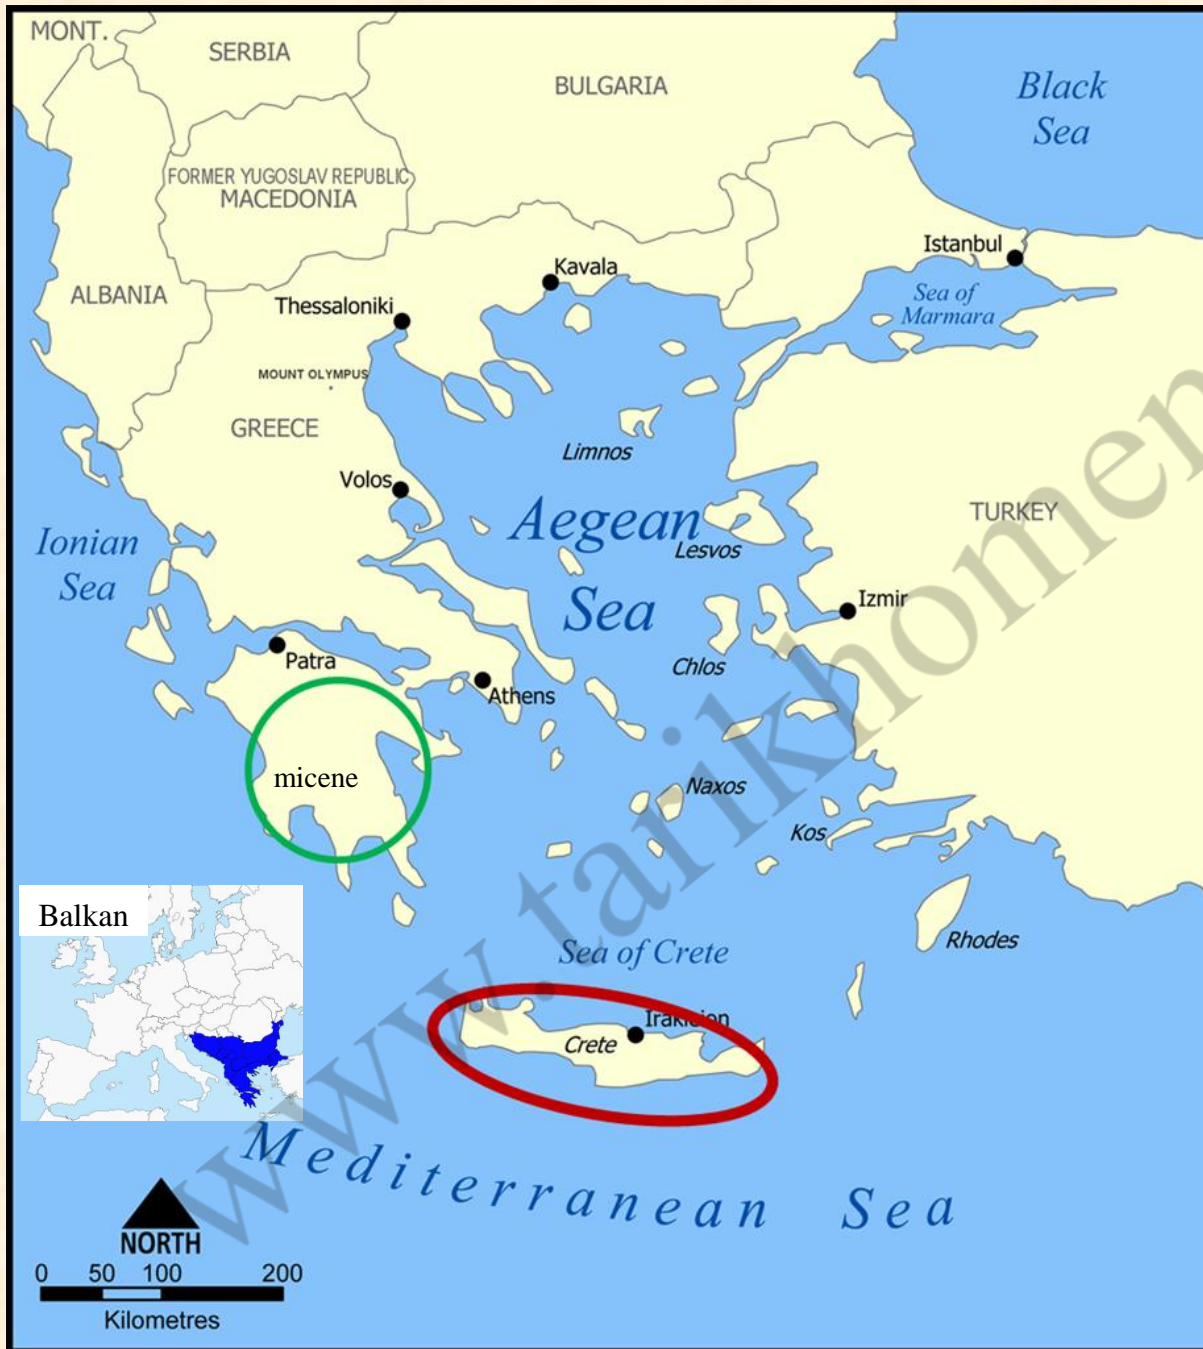 MONT.
SERBIA
BULGARIA
Black
Sea
FORMER YUGOSLAV REPUBLIC
MACEDONIA
Istanbul
Kavala
ALBANIA
Thessaloniki
Sea of
Marmara
MOUNT OLYMPUS
GREECE
Limnos
Volos
Aegean
Sea
TURKEY
Lesvos
Ionian
Sea
Izmir
Patra
Chlos
Athens
micene
Naxos
Kos
Balkan
Rhodes
Sea of Crete
Irakleion
Crete
Mediterranean Sea
NORTH
0 50 100 200
Kilometres
www.tarikhomen